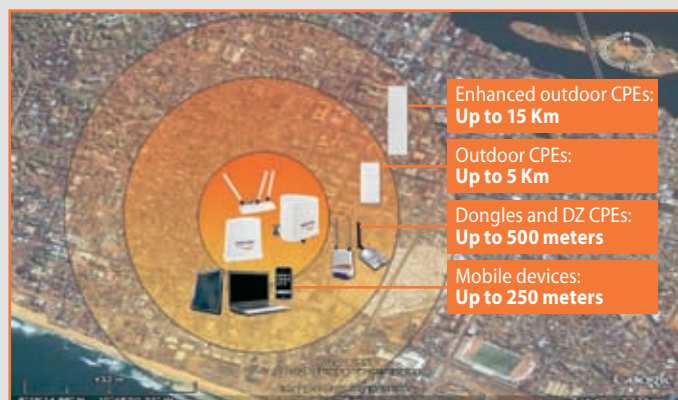 Enhanced outdoor CPEs:
Up to 15 Km
Outdoor CPEs:
Up to 5 Km
Dongles and DZ CPEs:
Up to 500 meters
Mobile devices:
Up to 250 meters